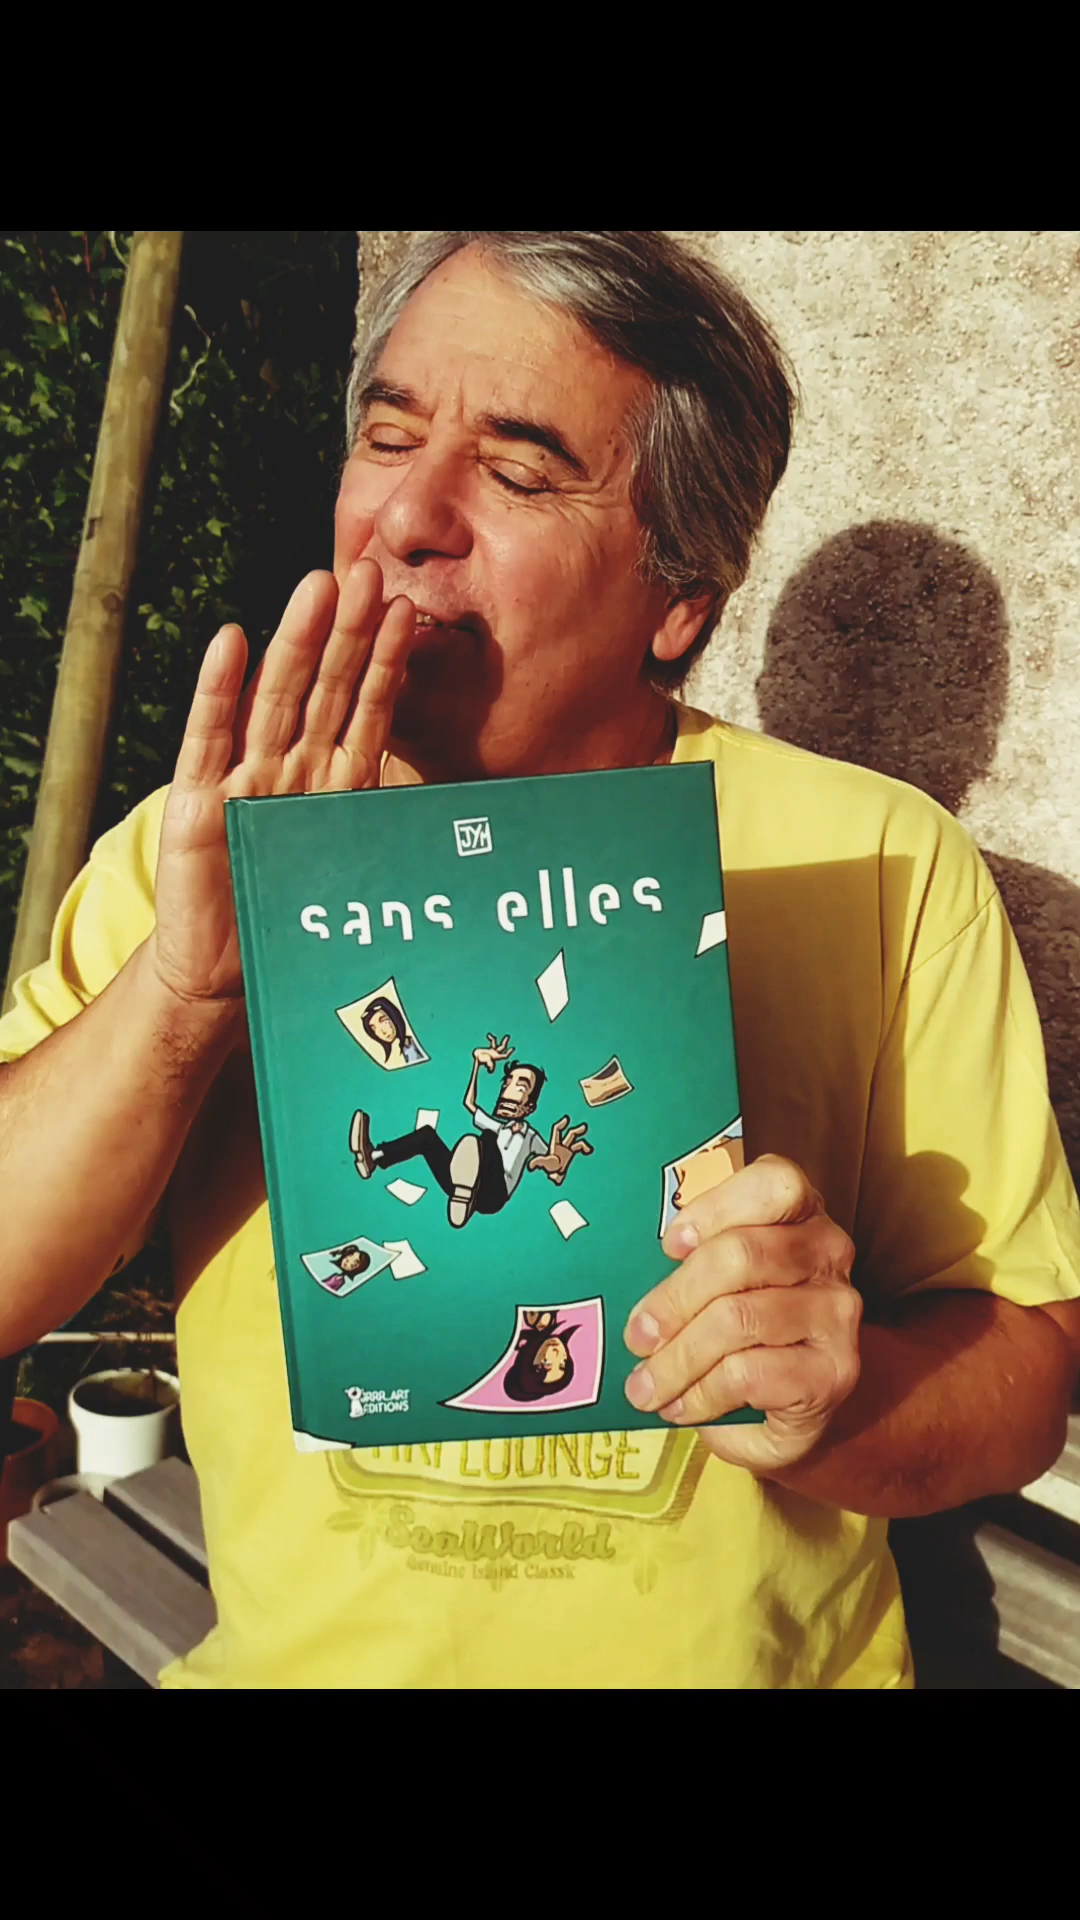 JYM
sans elles
GRRR...ART
EDITIONS
LOUNGE
SeaWorld
Genuine Island Classic